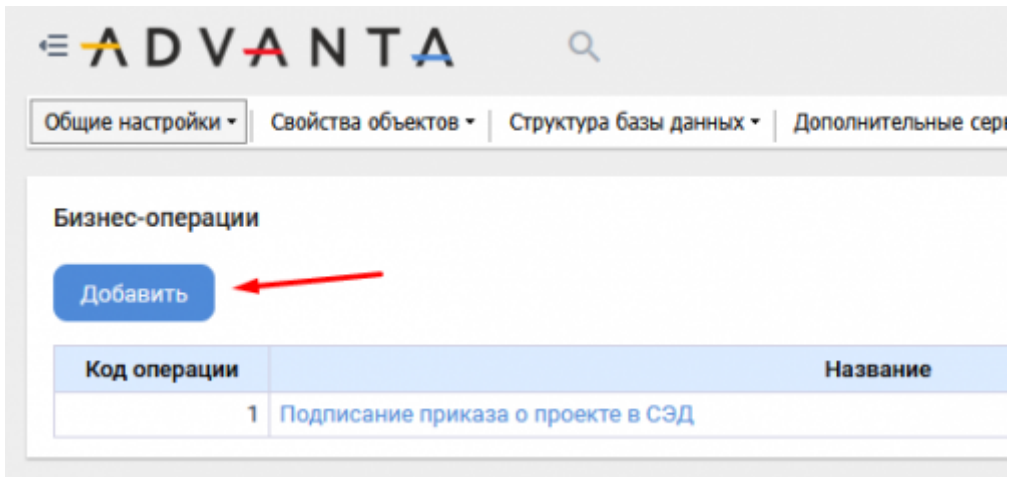 ADVANTA
Общие настройки Свойства объектов Структура базы данных Дополнительные
Бизнес-операции
Добавить
Код операции Название
1 Подписание приказа о проекте в СЭД